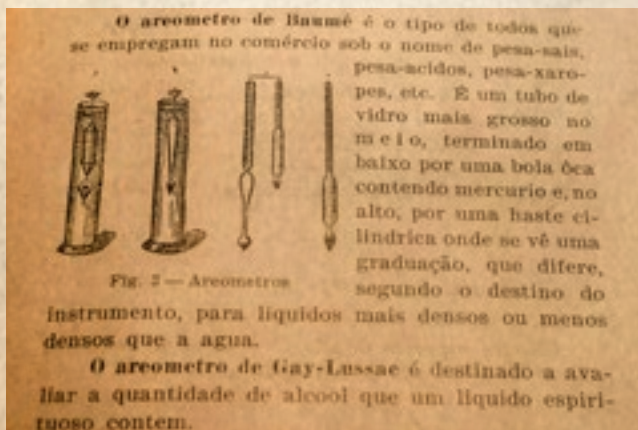 O areometro de Baumé é o tipo de todos que
se empregam no comércio sob o nome de pesa-sais,
pesa-acidos, pesa-xaro-
pes, etc. É um tubo de
vidro mais grosso no
meio, terminado em
baixo por uma bola ôca
contendo mercurio e, no
alto, por uma haste ci-
lindrica onde se vê uma
graduação, que difere,
segundo o destino do
Fig. 2 — Areometros
instrumento, para liquidos mais densos ou menos
densos que a agua.
O areometro de Gay-Lussac é destinado a ava-
liar a quantidade de alcool que um liquido espiri-
tuoso contem.